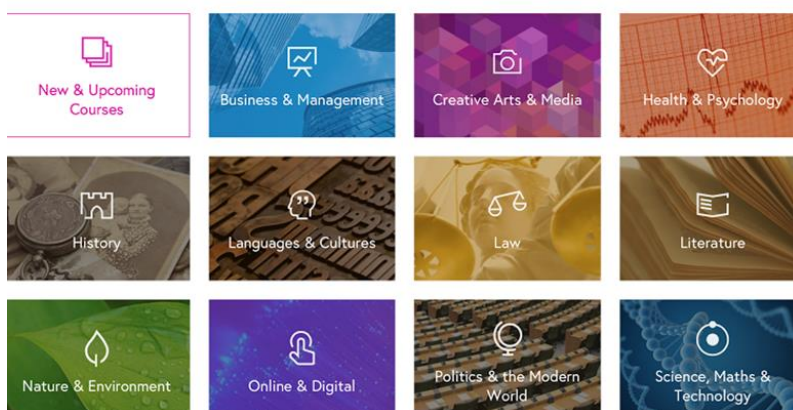 New & Upcoming
Courses
Business & Management
Creative Arts & Media
Health & Psychology
History
Languages & Cultures
Law
Literature
Nature & Environment
Online & Digital
Politics & the Modern
World
Science, Maths &
Technology